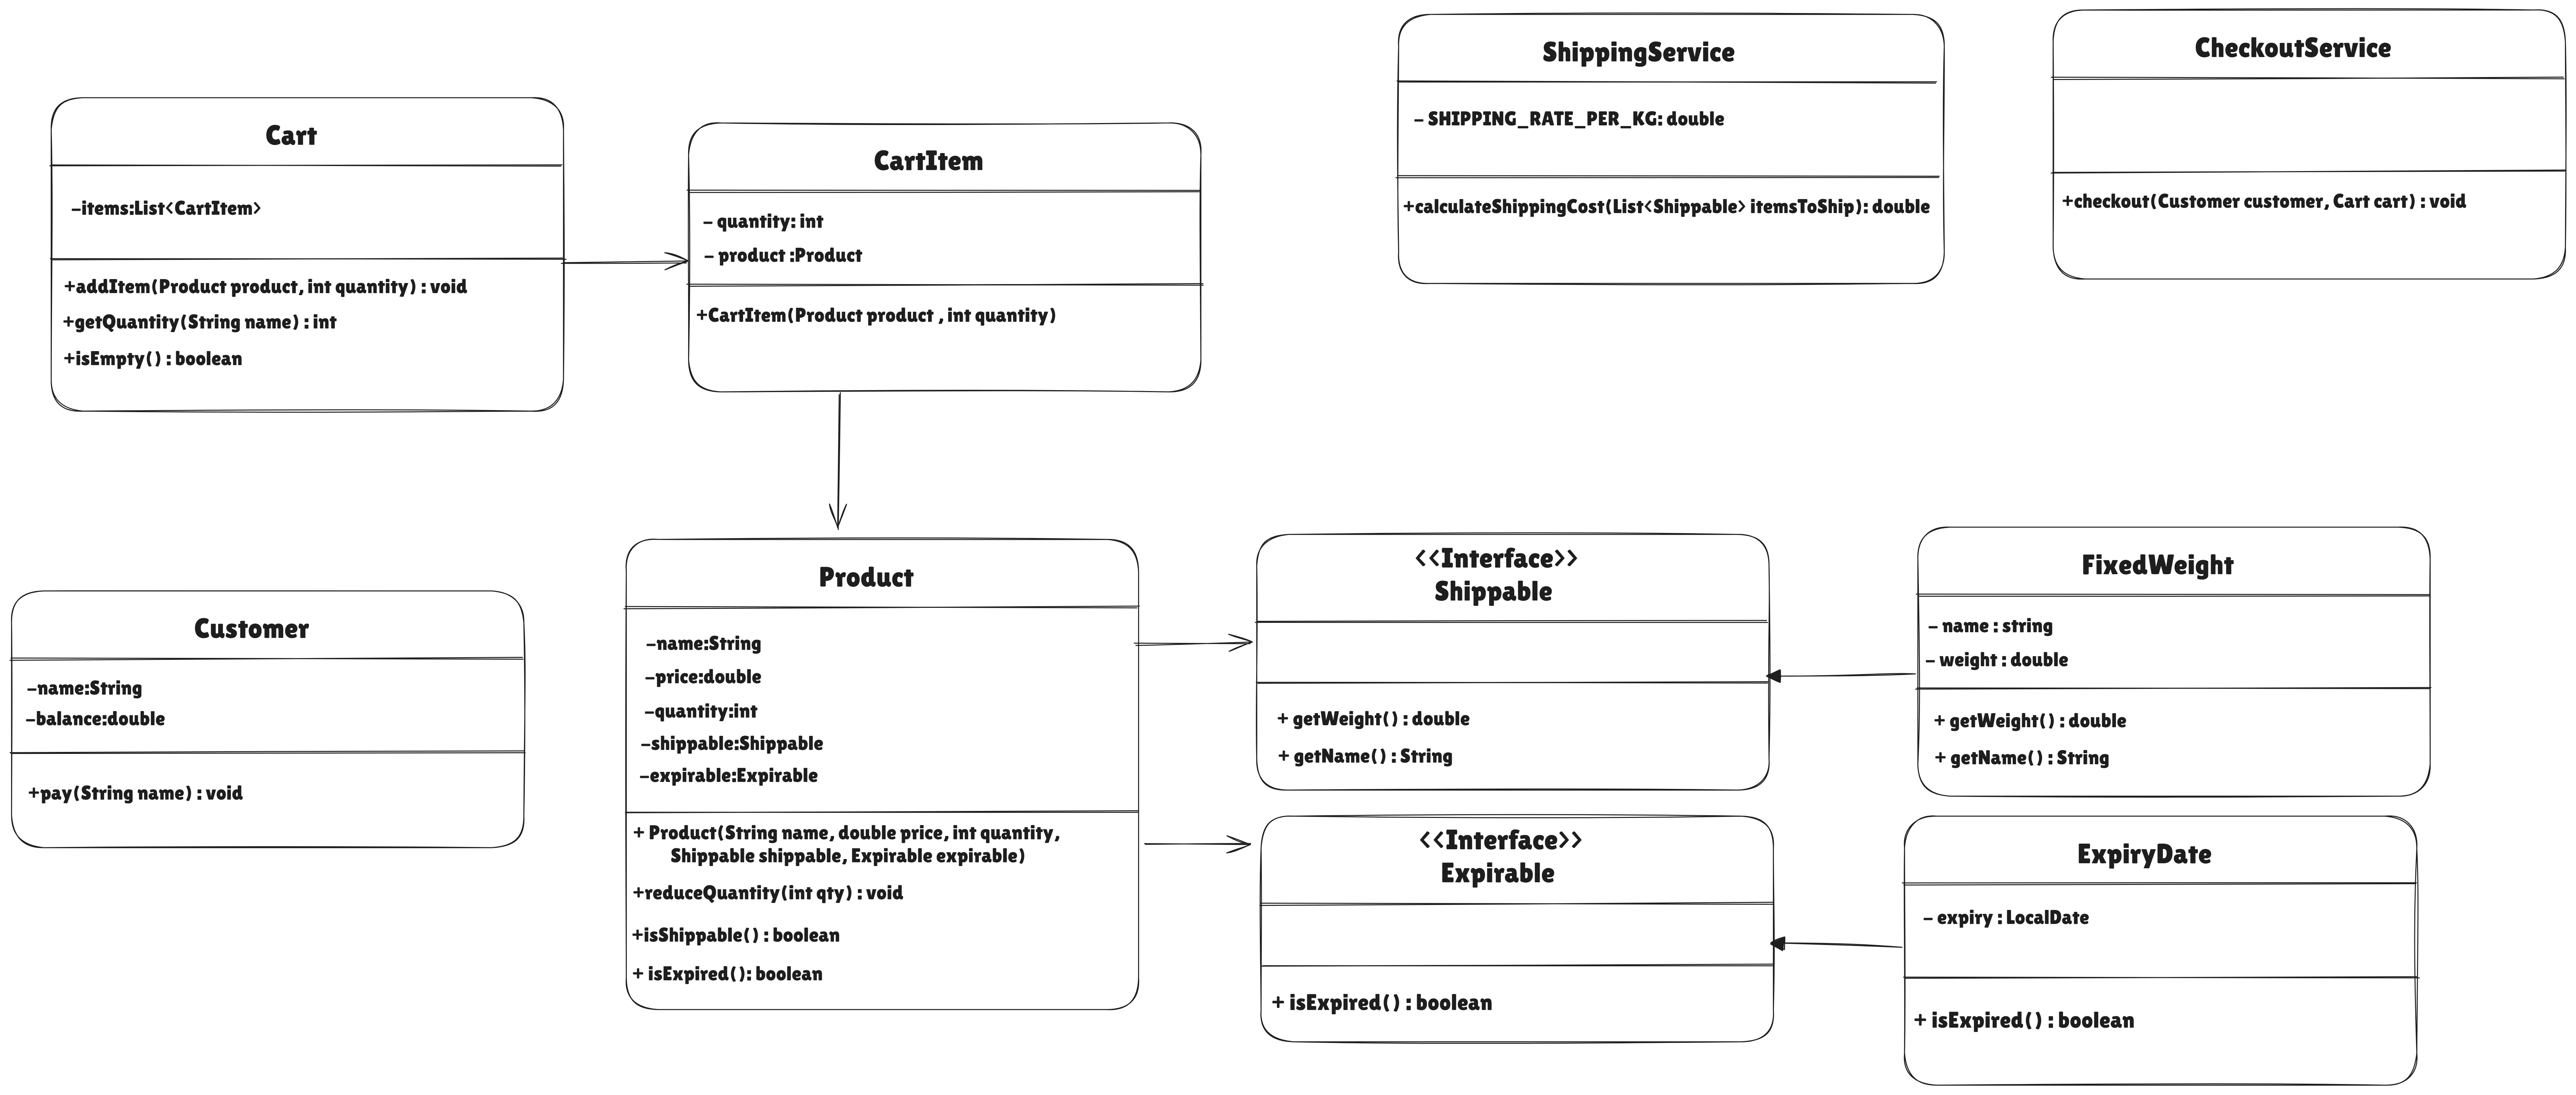 Cart
-items:List<CartItem>
+addItem(Product product, int quantity) : void
+getQuantity(String name) : int
+isEmpty() : boolean
CartItem
- quantity: int
- product :Product
+CartItem(Product product , int quantity)
ShippingService
- SHIPPING_RATE_PER_KG: double
+calculateShippingCost(List<Shippable> itemsToShip): double
CheckoutService
+checkout(Customer customer, Cart cart) : void
Customer
-name:String
-balance:double
+pay(String name) : void
Product
-name:String
-price:double
-quantity:int
-shippable:Shippable
-expirable:Expirable
+ Product(String name, double price, int quantity,
Shippable shippable, Expirable expirable)
+reduceQuantity(int qty) : void
+isShippable() : boolean
+ isExpired(): boolean
<<Interface>>
Shippable
+ getWeight() : double
+ getName() : String
FixedWeight
- name : string
- weight : double
+ getWeight() : double
+ getName() : String
<<Interface>>
Expirable
+ isExpired() : boolean
ExpiryDate
- expiry : LocalDate
+ isExpired() : boolean